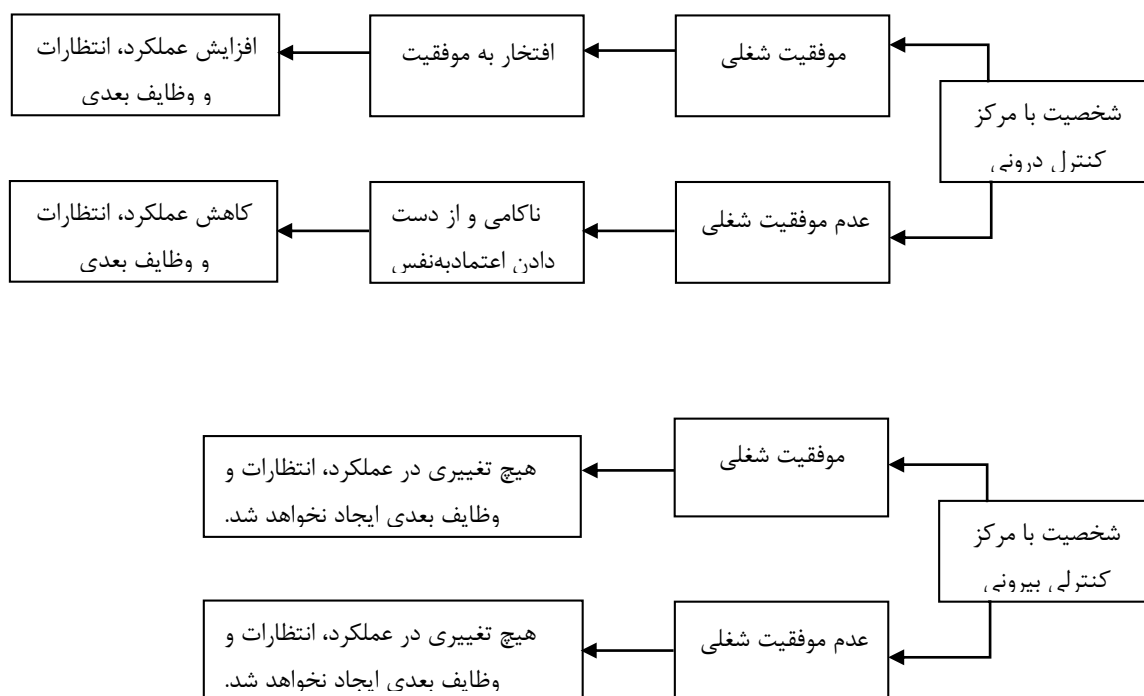 شخصیت با مرکز
کنترل درونی
موفقیت شغلی
افتخار به موفقیت
افزایش عملکرد، انتظارات
و وظایف بعدی
عدم موفقیت شغلی
ناکامی و از دست
دادن اعتمادبه‌نفس
کاهش عملکرد، انتظارات
و وظایف بعدی
شخصیت با مرکز
کنترلی بیرونی
موفقیت شغلی
هیچ تغییری در عملکرد، انتظارات و
وظایف بعدی ایجاد نخواهد شد.
عدم موفقیت شغلی
هیچ تغییری در عملکرد، انتظارات و
وظایف بعدی ایجاد نخواهد شد.